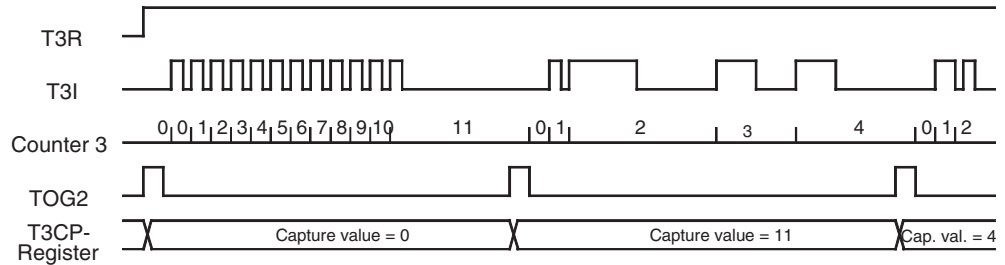 T3R
T3I
Counter 3
0 0 1 2 3 4 5 6 7 8 9 10 11 0 1 2 3 4 0 1 2
TOG2
T3CP-
Register
Capture value = 0 Capture value = 11 Cap. val. = 4